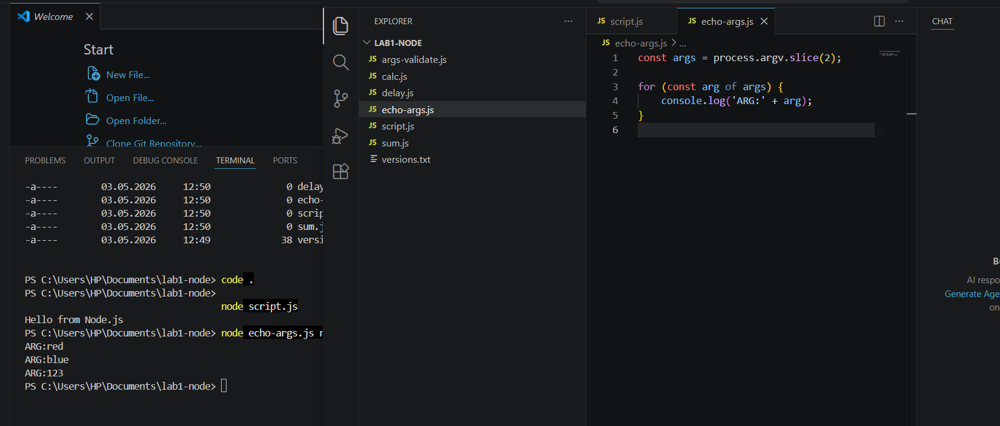 Welcome
Start
New File...
Open File...
Open Folder...
Clone Git Repository...
PROBLEMS OUTPUT DEBUG CONSOLE TERMINAL PORTS
-a---- 03.05.2026 12:50 0 delay
-a---- 03.05.2026 12:50 0 echo-
-a---- 03.05.2026 12:50 0 scrip
-a---- 03.05.2026 12:50 0 sum.j
-a---- 03.05.2026 12:49 38 versi
PS C:\Users\HP\Documents\lab1-node> code .
PS C:\Users\HP\Documents\lab1-node>
node script.js
Hello from Node.js
PS C:\Users\HP\Documents\lab1-node> node echo-args.js r
ARG:red
ARG:blue
ARG:123
PS C:\Users\HP\Documents\lab1-node>
EXPLORER ...
LAB1-NODE
JS args-validate.js
JS calc.js
JS delay.js
JS echo-args.js
JS script.js
JS sum.js
versions.txt
JS script.js JS echo-args.js ...
JS echo-args.js > ...
1 const args = process.argv.slice(2);
2
3 for (const arg of args) {
4 console.log('ARG:' + arg);
5 }
6
CHAT
B
AI respo
Generate Age
on